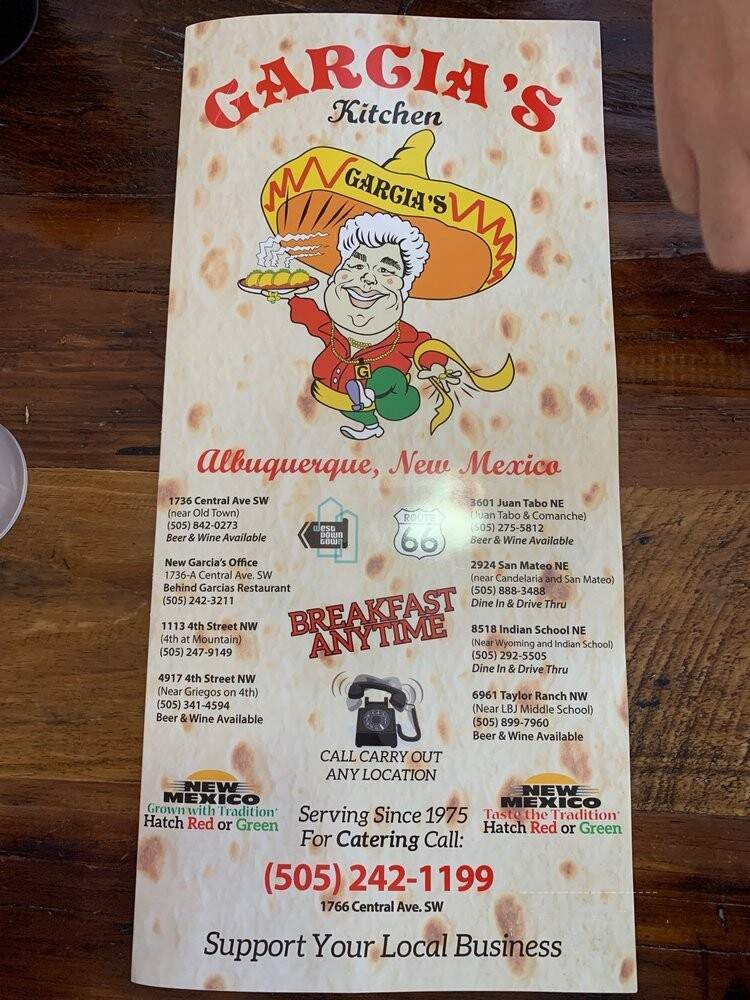 GARCIA'S
Kitchen
GARCIA'S
G
Albuquerque, New Mexico
1736 Central Ave SW
(near Old Town)
(505) 842-0273
Beer & Wine Available
New Garcia's Office
1736-A Central Ave. SW
Behind Garcias Restaurant
(505) 242-3211
1113 4th Street NW
(4th at Mountain)
(505) 247-9149
4917 4th Street NW
(Near Griegos on 4th)
(505) 341-4594
Beer & Wine Available
West
Down
Town
ROUTE
66
BREAKFAST
ANYTIME
CALL CARRY OUT
ANY LOCATION
3601 Juan Tabo NE
(Juan Tabo & Comanche)
(505) 275-5812
Beer & Wine Available
2924 San Mateo NE
(near Candelaria and San Mateo)
(505) 888-3488
Dine In & Drive Thru
8518 Indian School NE
(Near Wyoming and Indian School)
(505) 292-5505
Dine In & Drive Thru
6961 Taylor Ranch NW
(Near LBJ Middle School)
(505) 899-7960
Beer & Wine Available
NEW
MEXICO
Grown with Tradition
Hatch Red or Green
Serving Since 1975
For Catering Call:
NEW
MEXICO
Taste the Tradition
Hatch Red or Green
(505) 242-1199
1766 Central Ave. SW
Support Your Local Business